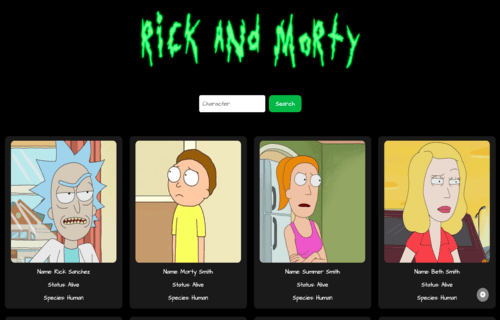 Rick and Morty
Character
Search
Name: Rick Sanchez
Status: Alive
Species: Human
Name: Morty Smith
Status: Alive
Species: Human
Name: Summer Smith
Status: Alive
Species: Human
Name: Beth Smith
Status: Alive
Species: Human